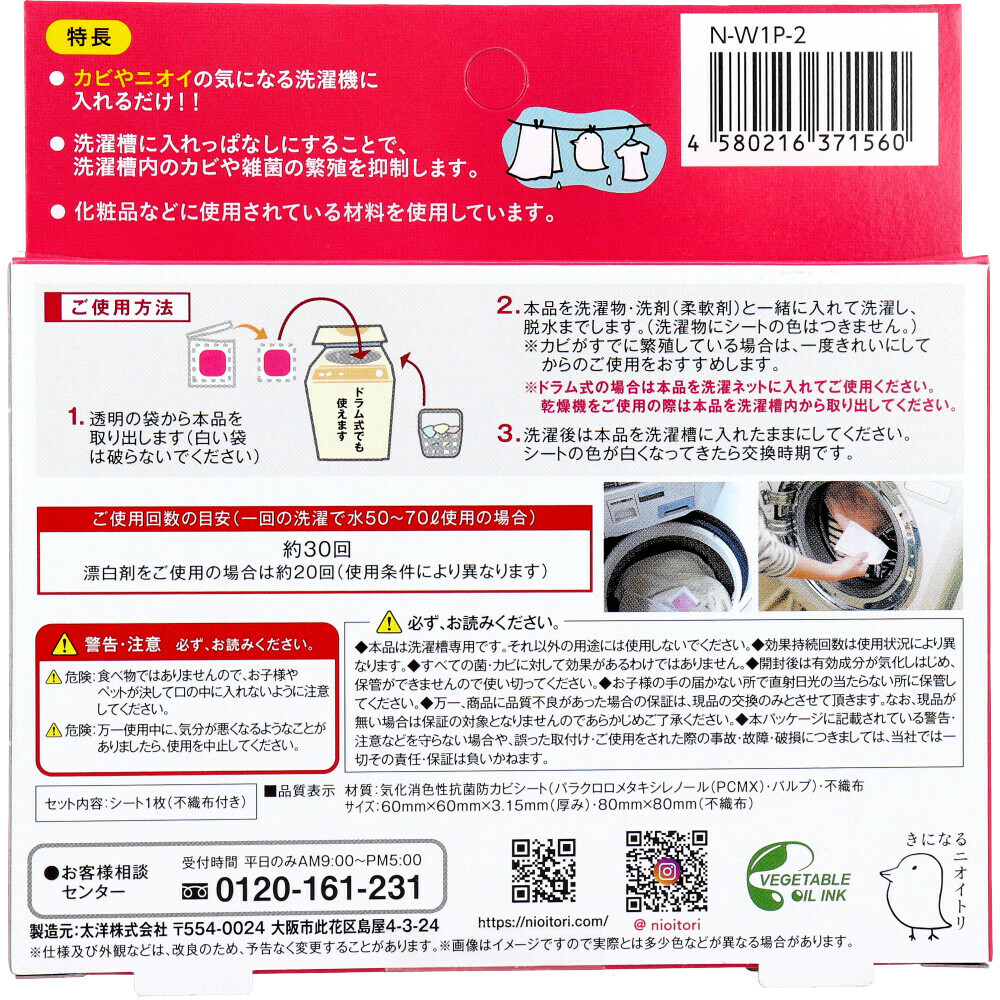 特長
● カビやニオイの気になる洗濯機に
入れるだけ!!
● 洗濯槽に入れっぱなしにすることで、
洗濯槽内のカビや雑菌の繁殖を抑制します。
● 化粧品などに使用されている材料を使用しています。
N-W1P-2
4 580216 371560
ご使用方法
ドラム式でも
使えます
1. 透明の袋から本品を
取り出します(白い袋
は破らないでください)
2. 本品を洗濯物・洗剤(柔軟剤)と一緒に入れて洗濯し、
脱水までします。(洗濯物にシートの色はつきません。)
※カビがすでに繁殖している場合は、一度きれいにして
からのご使用をおすすめします。
※ドラム式の場合は本品を洗濯ネットに入れてご使用ください。
乾燥機をご使用の際は本品を洗濯槽内から取り出してください。
3. 洗濯後は本品を洗濯槽に入れたままにしてください。
シートの色が白くなってきたら交換時期です。
ご使用回数の目安(一回の洗濯で水50〜70ℓ使用の場合)
約30回
漂白剤をご使用の場合は約20回(使用条件により異なります)
警告・注意 必ず、お読みください。
危険:食べ物ではありませんので、お子様や
ペットが決して口の中に入れないように注意
してください。
危険:万一使用中に、気分が悪くなるようなことが
ありましたら、使用を中止してください。
必ず、お読みください。
◆本品は洗濯槽専用です。それ以外の用途には使用しないでください。◆効果持続回数は使用状況により異
なります。◆すべての菌・カビに対して効果があるわけではありません。◆開封後は有効成分が気化しはじめ、
保管ができませんので使い切ってください。◆お子様の手の届かない所で直射日光の当たらない所に保管し
てください。◆万一、商品に品質不良があった場合の保証は、現品の交換のみとさせて頂きます。なお、現品が
無い場合は保証の対象となりませんのであらかじめご了承ください。◆本パッケージに記載されている警告・
注意などを守らない場合や、誤った取付け・ご使用をされた際の事故・故障・破損につきましては、当社では一
切その責任・保証は負いかねます。
セット内容:シート1枚(不織布付き)
■品質表示 材質:気化消色性抗菌防カビシート(パラクロロメタキシレノール(PCMX)・パルプ)・不織布
サイズ:60mm×60mm×3.15mm(厚み)・80mm×80mm(不織布)
●お客様相談
センター
受付時間 平日のみAM9:00〜PM5:00
0120-161-231
製造元:太洋株式会社 〒554-0024 大阪市此花区島屋4-3-24
https://nioitori.com/
@ nioitori
VEGETABLE
OIL INK
きになる
ニオイトリ
※仕様及び外観などは、改良のため、予告なく変更することがあります。※画像はイメージですので実際とは多少色などが異なる場合があります。